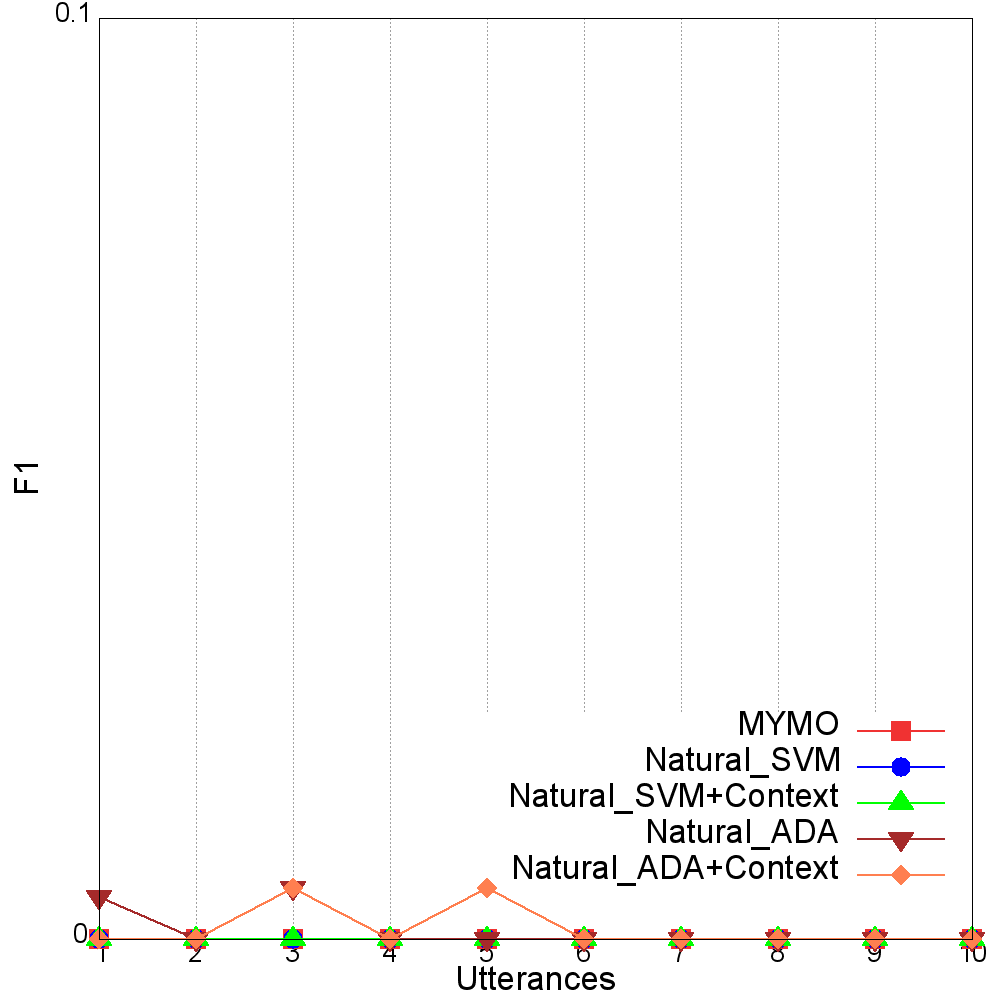 0.1
F1
MYMO
Natural_SVM
Natural_SVM+Context
Natural_ADA
Natural_ADA+Context
0
1 2 3 4 5 6 7 8 9 10
Utterances